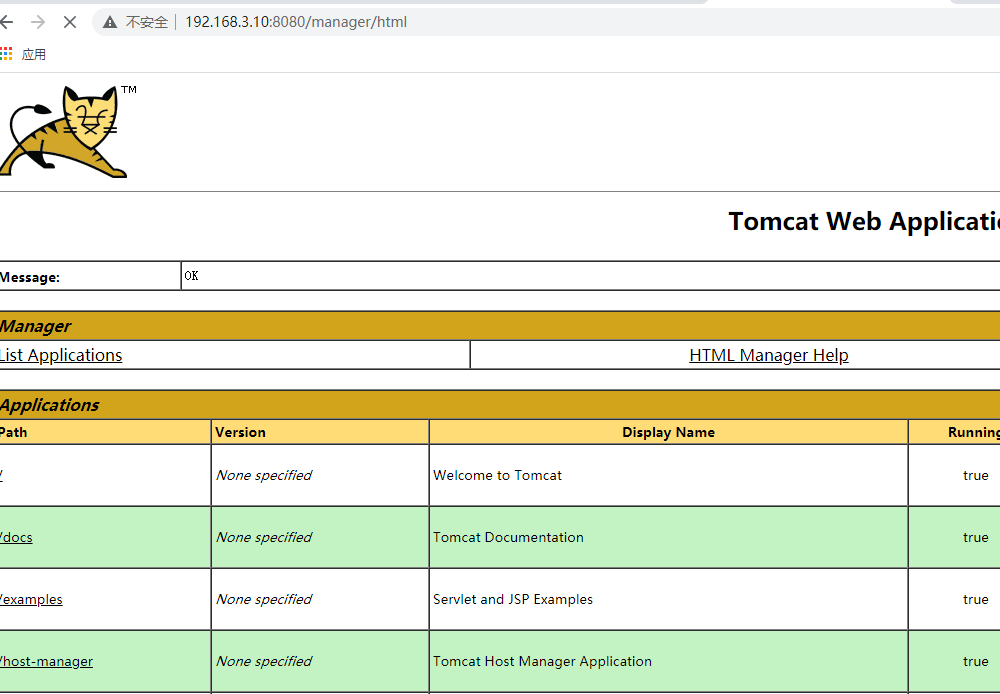 不安全 192.168.3.10:8080/manager/html
应用
TM
Tomcat Web Applicatio
Message: OK
Manager
List Applications HTML Manager Help
Applications
Path Version Display Name Running
/ None specified Welcome to Tomcat true
/docs None specified Tomcat Documentation true
/examples None specified Servlet and JSP Examples true
/host-manager None specified Tomcat Host Manager Application true